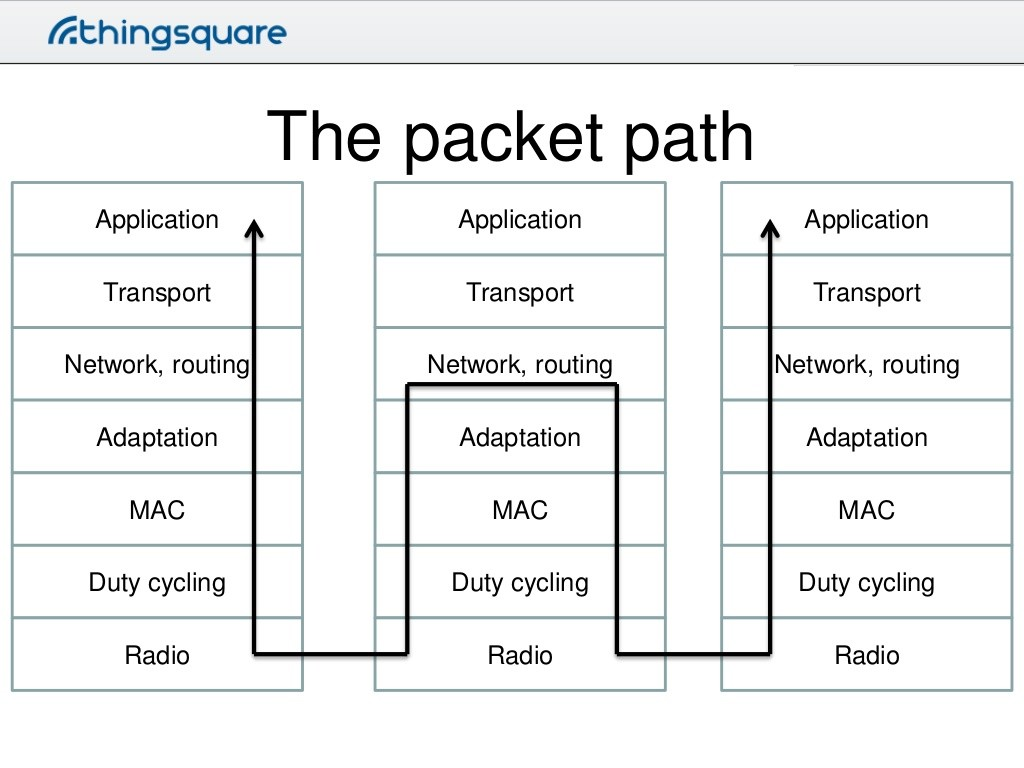 thingsquare
The packet path
Application
Transport
Network, routing
Adaptation
MAC
Duty cycling
Radio
Application
Transport
Network, routing
Adaptation
MAC
Duty cycling
Radio
Application
Transport
Network, routing
Adaptation
MAC
Duty cycling
Radio